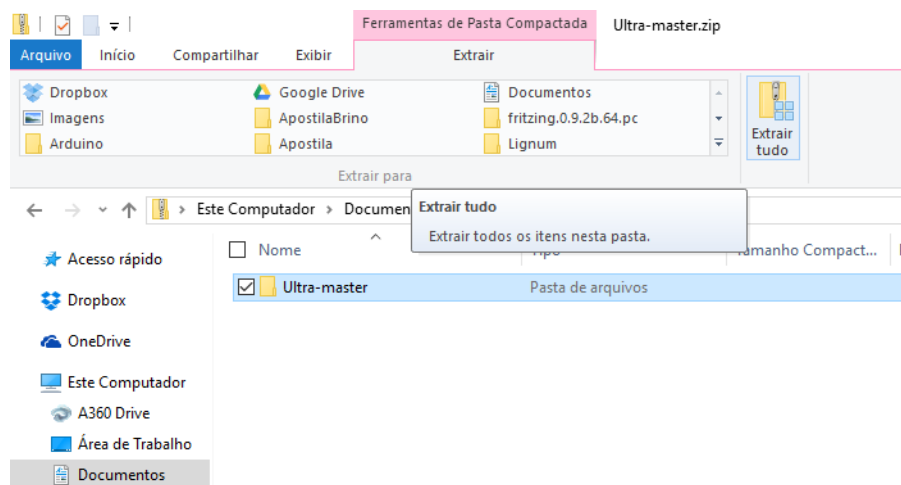 Ferramentas de Pasta Compactada Ultra-master.zip
Arquivo Início Compartilhar Exibir Extrair
Dropbox Google Drive Documentos
Imagens ApostilaBrino fritzing.0.9.2b.64.pc
Arduino Apostila Lignum
Extrair tudo
Extrair para
Este Computador Documen
Extrair tudo
Extrair todos os itens nesta pasta.
Nome Compact...
Ultra-master Pasta de arquivos
Acesso rápido
Dropbox
OneDrive
Este Computador
A360 Drive
Área de Trabalho
Documentos